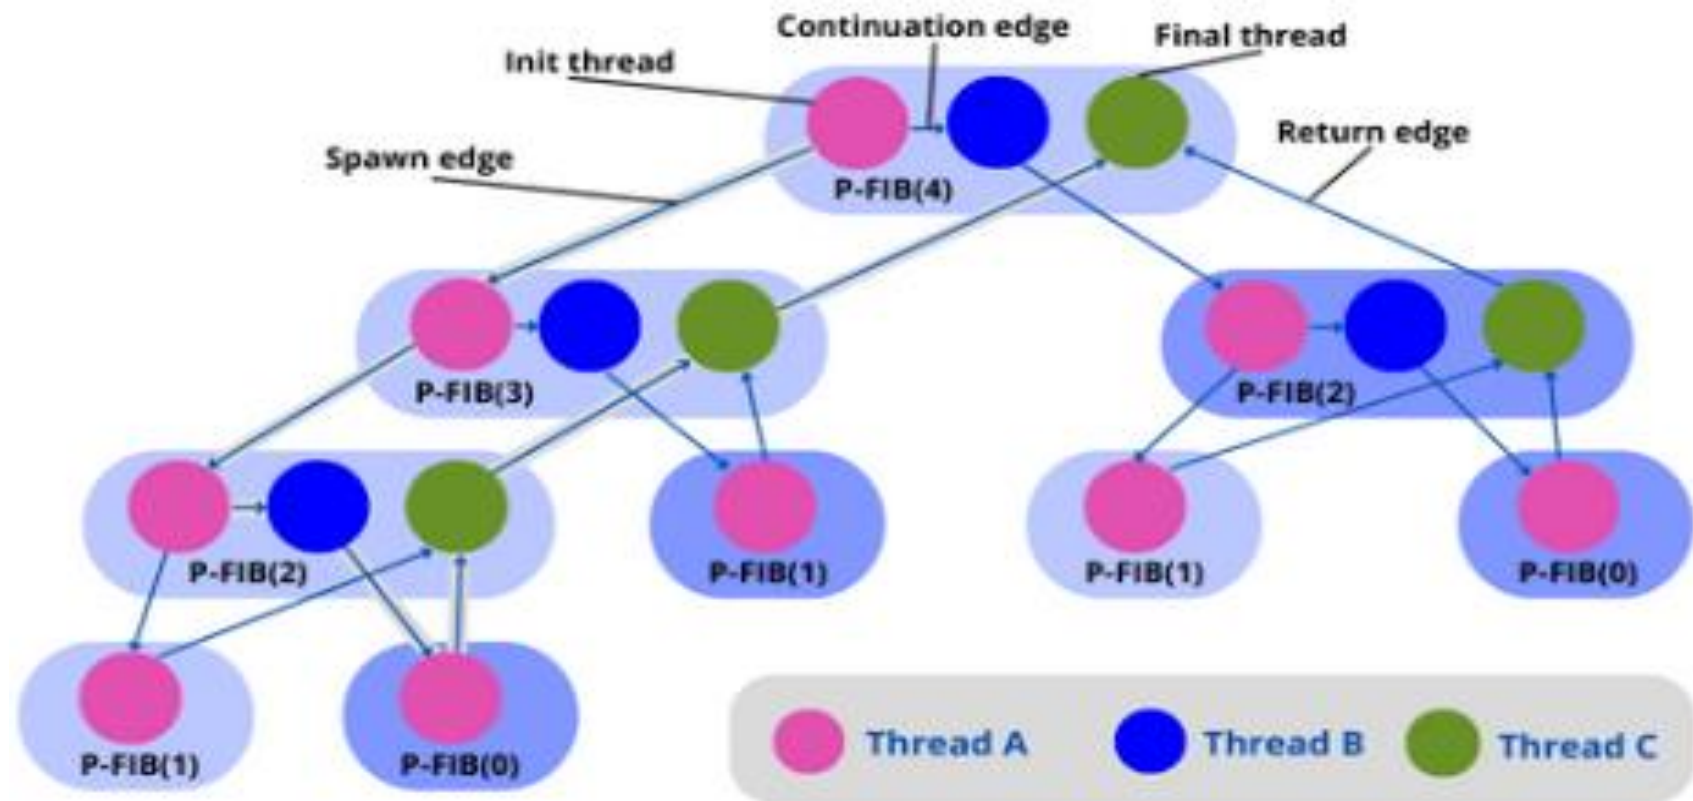 Continuation edge
Final thread
Init thread
Return edge
Spawn edge
P-FIB(4)
P-FIB(3)
P-FIB(2)
P-FIB(2)
P-FIB(1)
P-FIB(1)
P-FIB(0)
P-FIB(1)
P-FIB(0)
Thread A
Thread B
Thread C